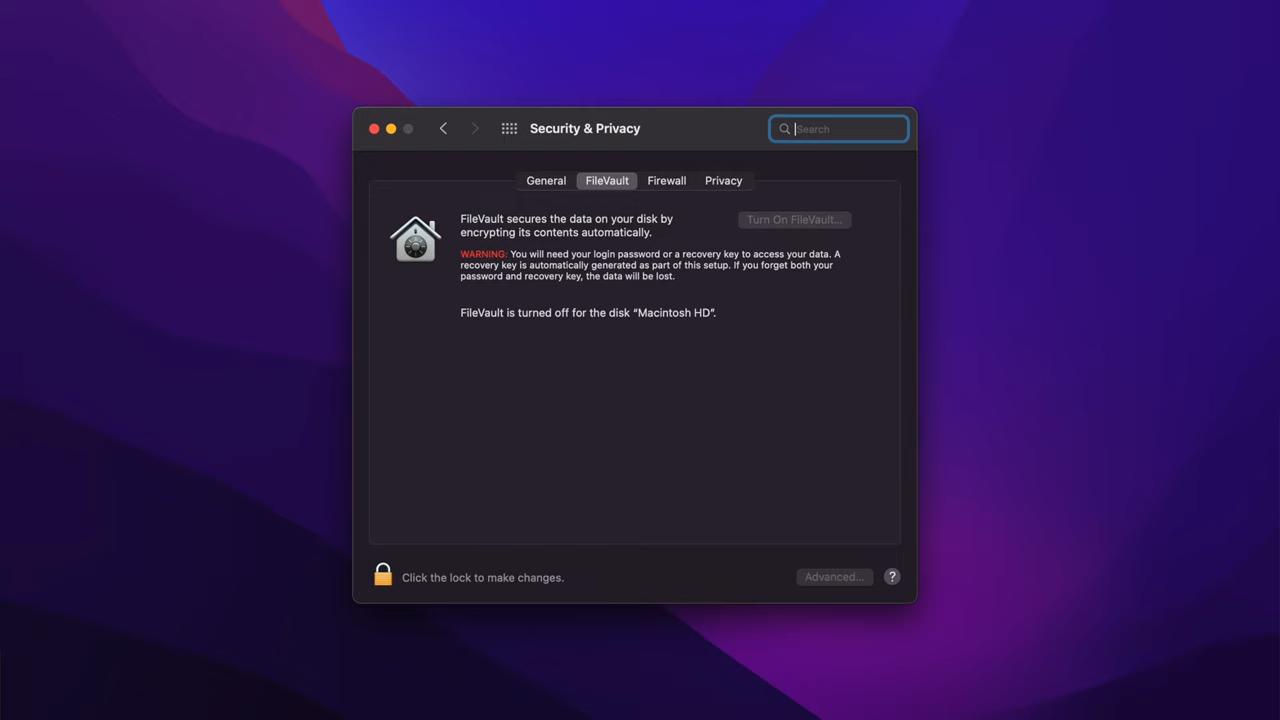 Security & Privacy
Search
General FileVault Firewall Privacy
FileVault secures the data on your disk by
encrypting its contents automatically.
Turn On FileVault...
WARNING: You will need your login password or a recovery key to access your data. A
recovery key is automatically generated as part of this setup. If you forget both your
password and recovery key, the data will be lost.
FileVault is turned off for the disk “Macintosh HD”.
Click the lock to make changes.
Advanced...
?